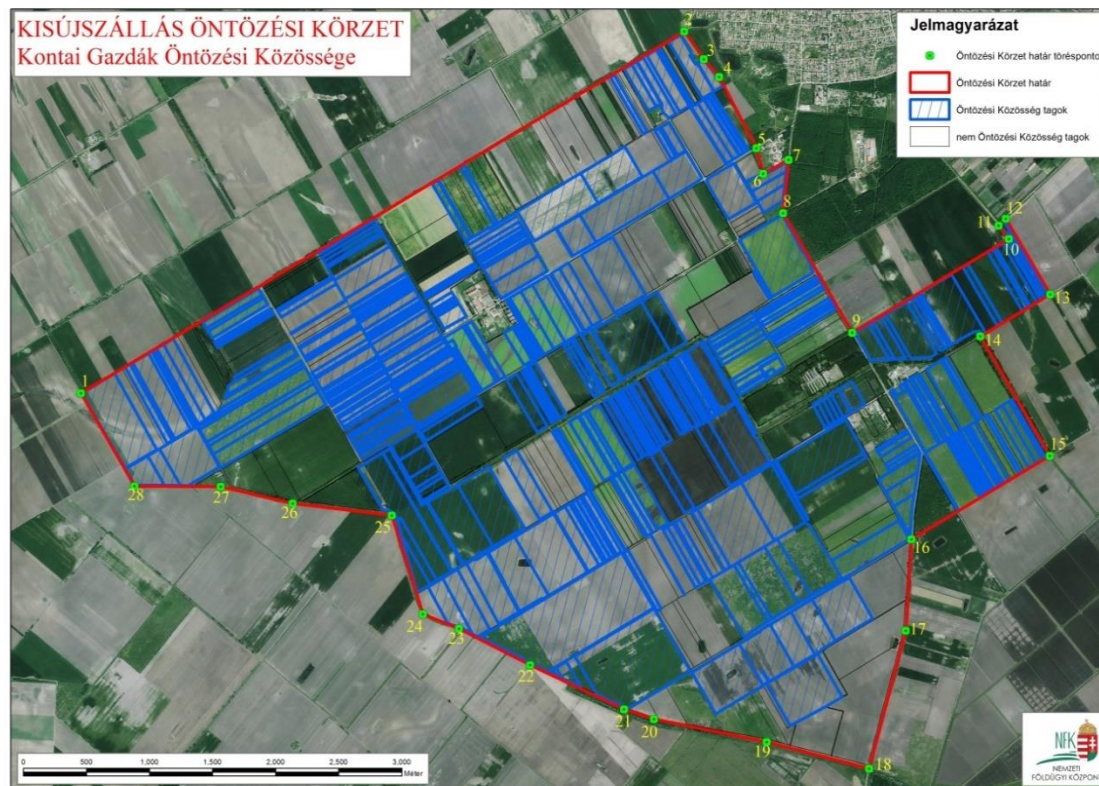 KISÚJSZÁLLÁS ÖNTÖZÉSI KÖRZET
Kontai Gazdák Öntözési Közössége
Jelmagyarázat
Öntözési Körzet határ töréspontok
Öntözési Körzet határ
Öntözési Közösség tagok
nem Öntözési Közösség tagok
1
2
3
4
5
6
7
8
9
10
11
12
13
14
15
16
17
18
19
20
21
22
23
24
25
26
27
28
0 500 1,000 1,500 2,000 2,500 3,000
Méter
NFK
NEMZETI
FÖLDÜGYI KÖZPONT